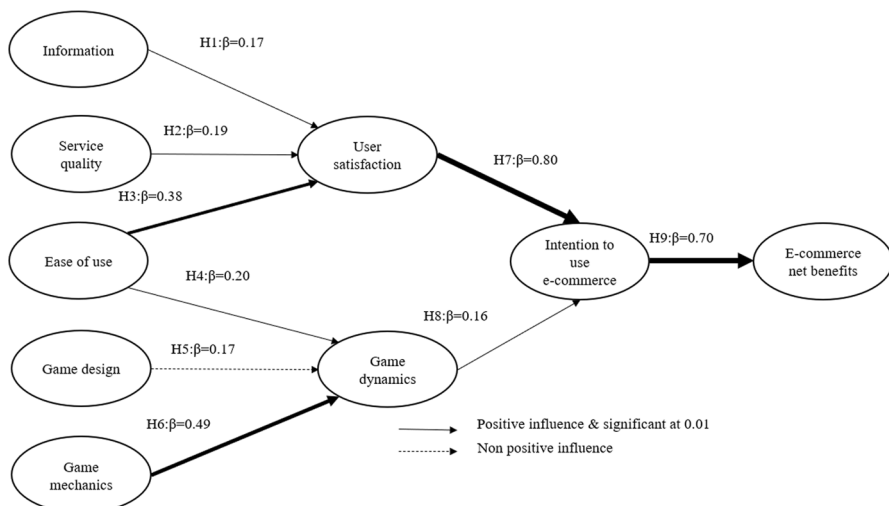 Information
H1:β=0.17
Service
quality
H2:β=0.19
User
satisfaction
H7:β=0.80
H3:β=0.38
Ease of use
H4:β=0.20
Intention to
use
e-commerce
H9:β=0.70
E-commerce
net benefits
Game design
H5:β=0.17
Game
dynamics
H8:β=0.16
H6:β=0.49
Game
mechanics
Positive influence & significant at 0.01
Non positive influence